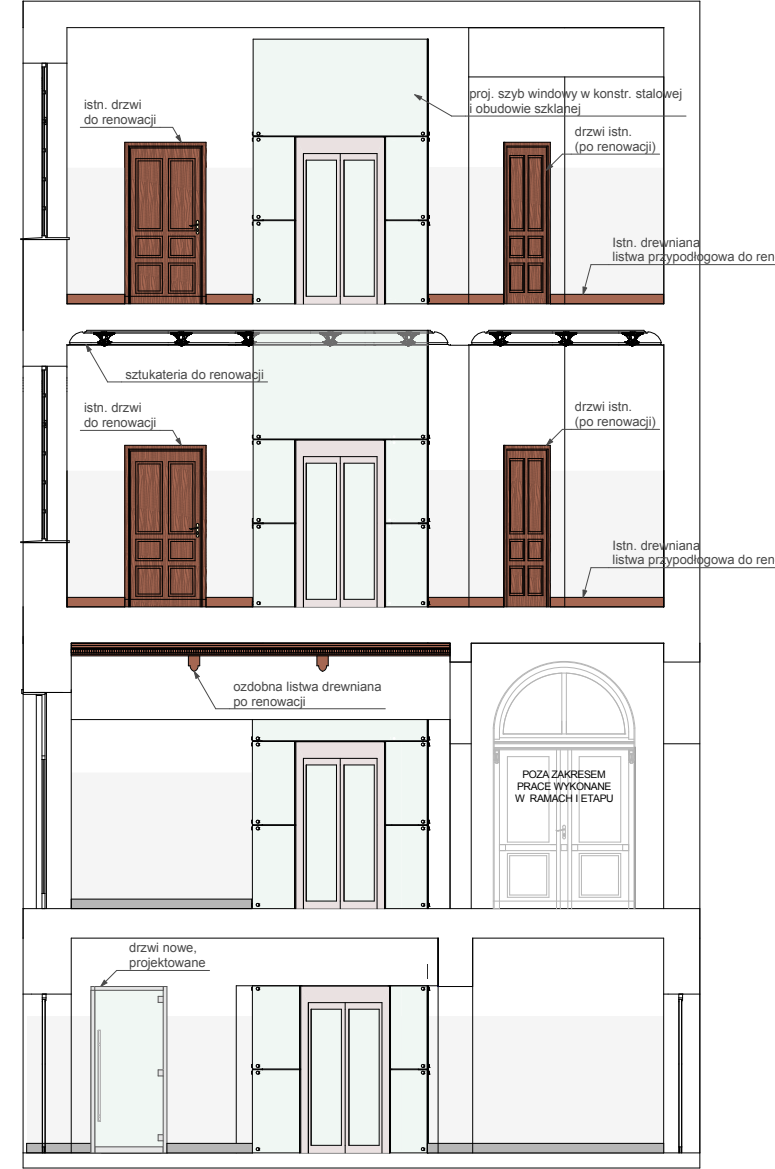 istn. drzwi
do renowacji
proj. szyb windowy w konstr. stalowej
i obudowie szklanej
drzwi istn.
(po renowacji)
Istn. drewniana
listwa przypodłogowa do ren
sztukateria do renowacji
istn. drzwi
do renowacji
drzwi istn.
(po renowacji)
Istn. drewniana
listwa przypodłogowa do ren
ozdobna listwa drewniana
po renowacji
POZA ZAKRESEM
PRACE WYKONANE
W RAMACH I ETAPU
drzwi nowe,
projektowane